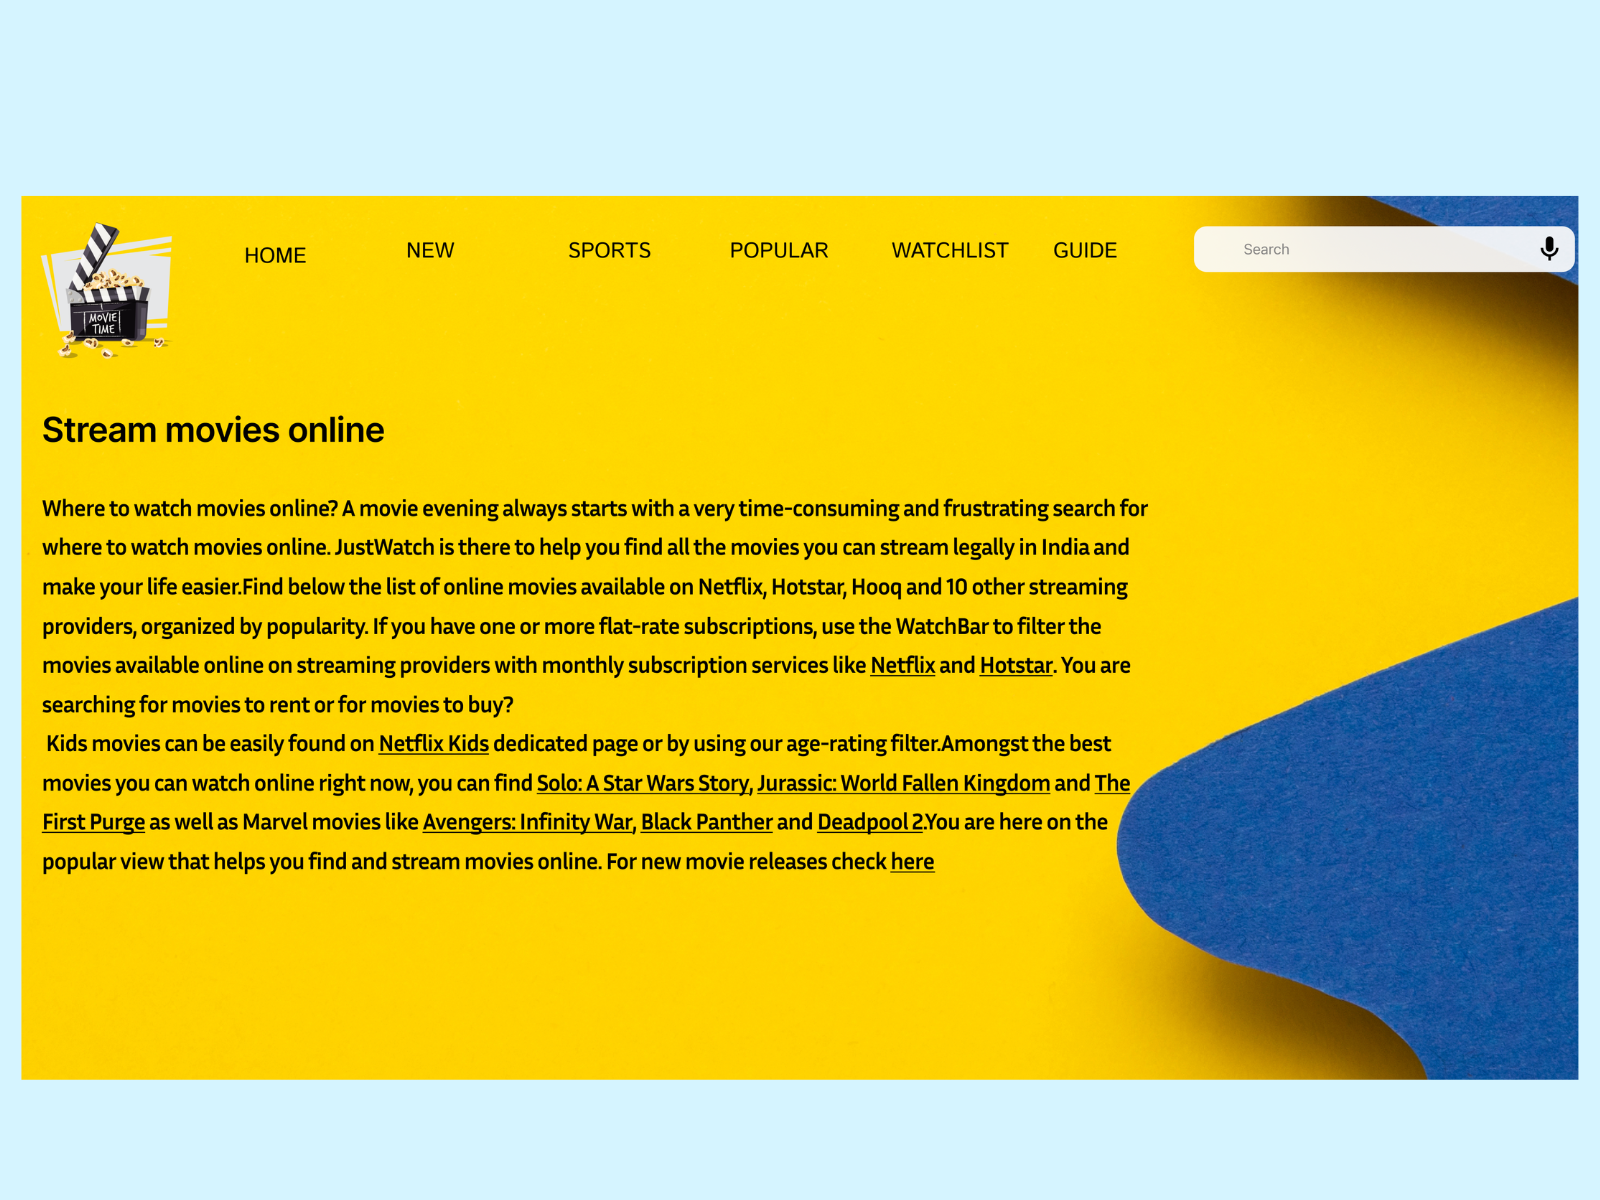 HOME NEW SPORTS POPULAR WATCHLIST GUIDE Search
MOVIE
TIME
Stream movies online
Where to watch movies online? A movie evening always starts with a very time-consuming and frustrating search for
where to watch movies online. JustWatch is there to help you find all the movies you can stream legally in India and
make your life easier.Find below the list of online movies available on Netflix, Hotstar, Hooq and 10 other streaming
providers, organized by popularity. If you have one or more flat-rate subscriptions, use the WatchBar to filter the
movies available online on streaming providers with monthly subscription services like Netflix and Hotstar. You are
searching for movies to rent or for movies to buy?
Kids movies can be easily found on Netflix Kids dedicated page or by using our age-rating filter.Amongst the best
movies you can watch online right now, you can find Solo: A Star Wars Story, Jurassic: World Fallen Kingdom and The
First Purge as well as Marvel movies like Avengers: Infinity War, Black Panther and Deadpool 2.You are here on the
popular view that helps you find and stream movies online. For new movie releases check here